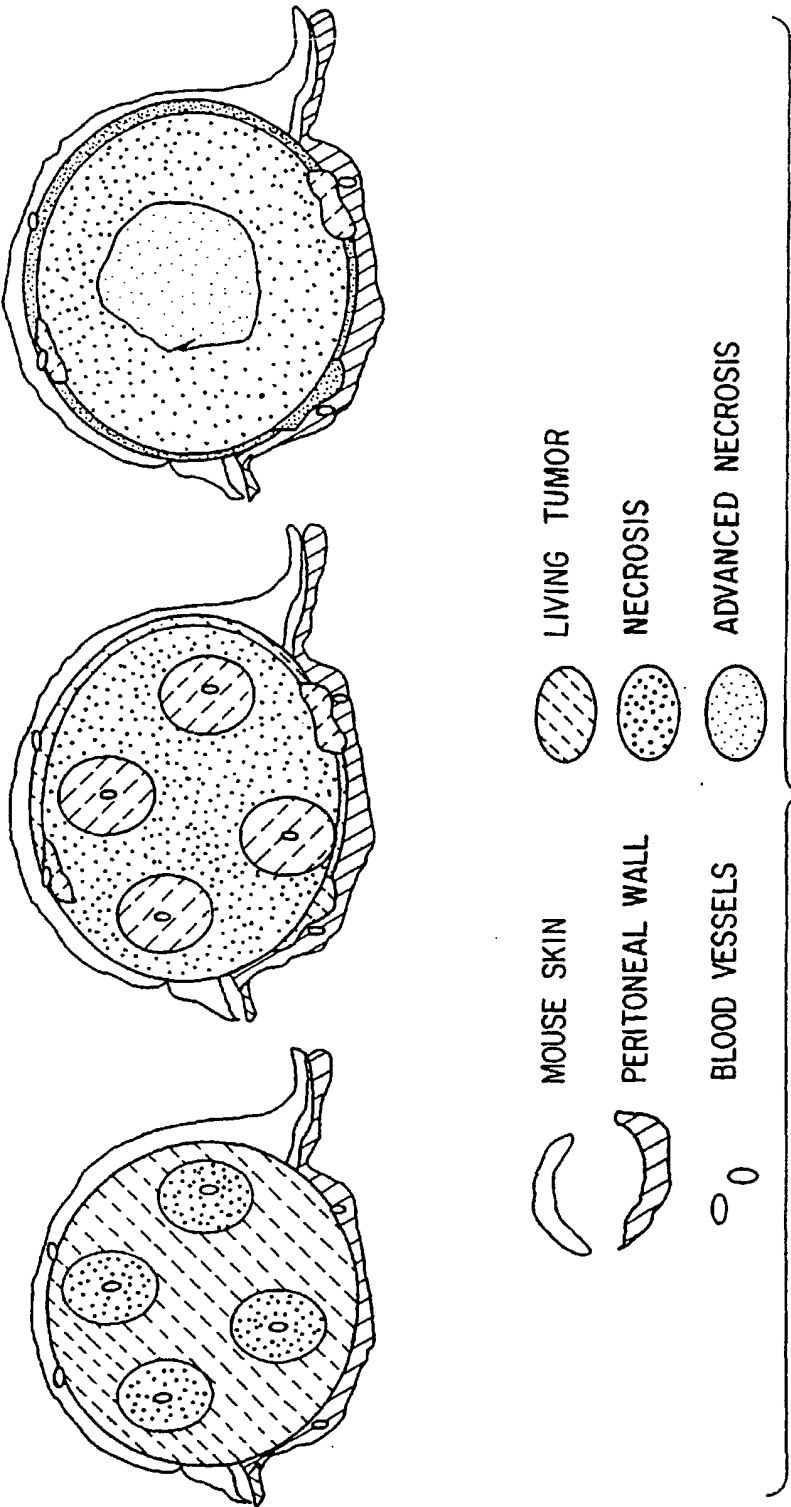 MOUSE SKIN
PERITONEAL WALL
BLOOD VESSELS
LIVING TUMOR
NECROSIS
ADVANCED NECROSIS